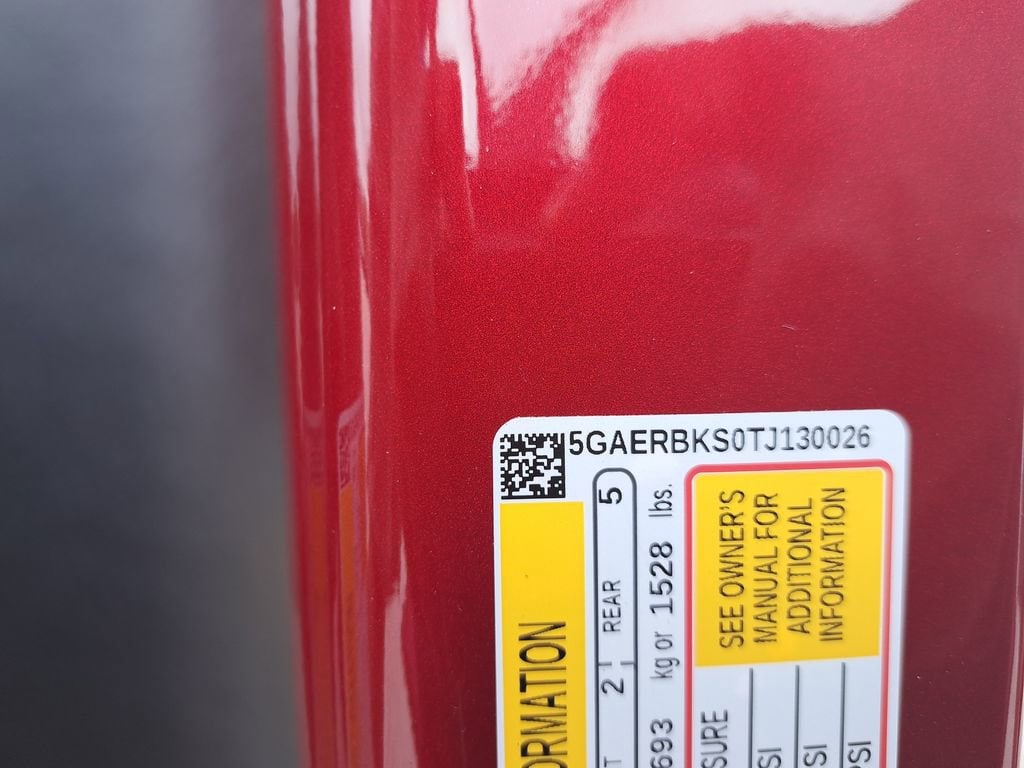 5GAERBKS0TJ130026
ORMATION
T 2 REAR 5
693 kg or 1528 lbs.
SEE OWNER'S
MANUAL FOR
ADDITIONAL
INFORMATION
SURE
SI
SI
PSI